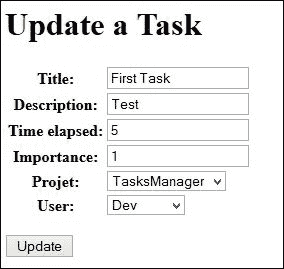 Update a Task
Title: First Task
Description: Test
Time elapsed: 5
Importance: 1
Projet: TasksManager
User: Dev
Update